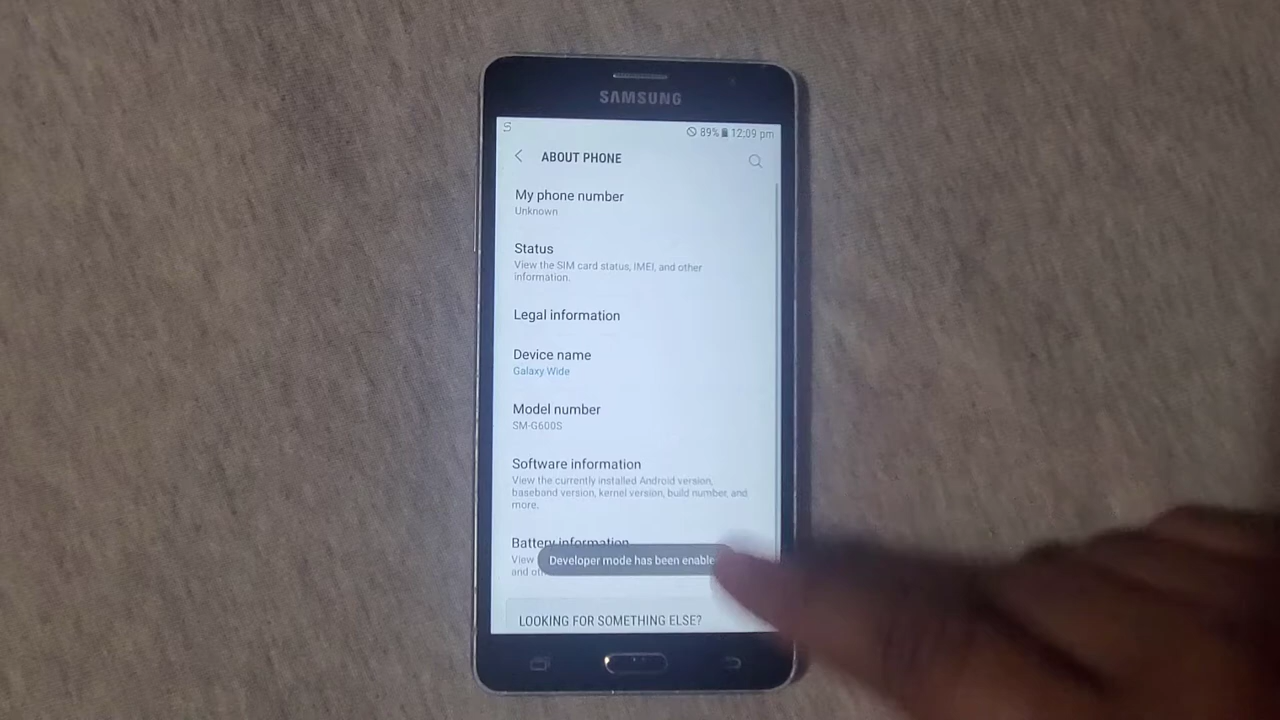 SAMSUNG
89% 12:09 pm
ABOUT PHONE
My phone number
Unknown
Status
View the SIM card status, IMEI, and other
information.
Legal information
Device name
Galaxy Wide
Model number
SM-G600S
Software information
View the currently installed Android version,
baseband version, kernel version, build number, and
more.
Battery information
View
and
Developer mode has been
LOOKING FOR SOMETHING ELSE?